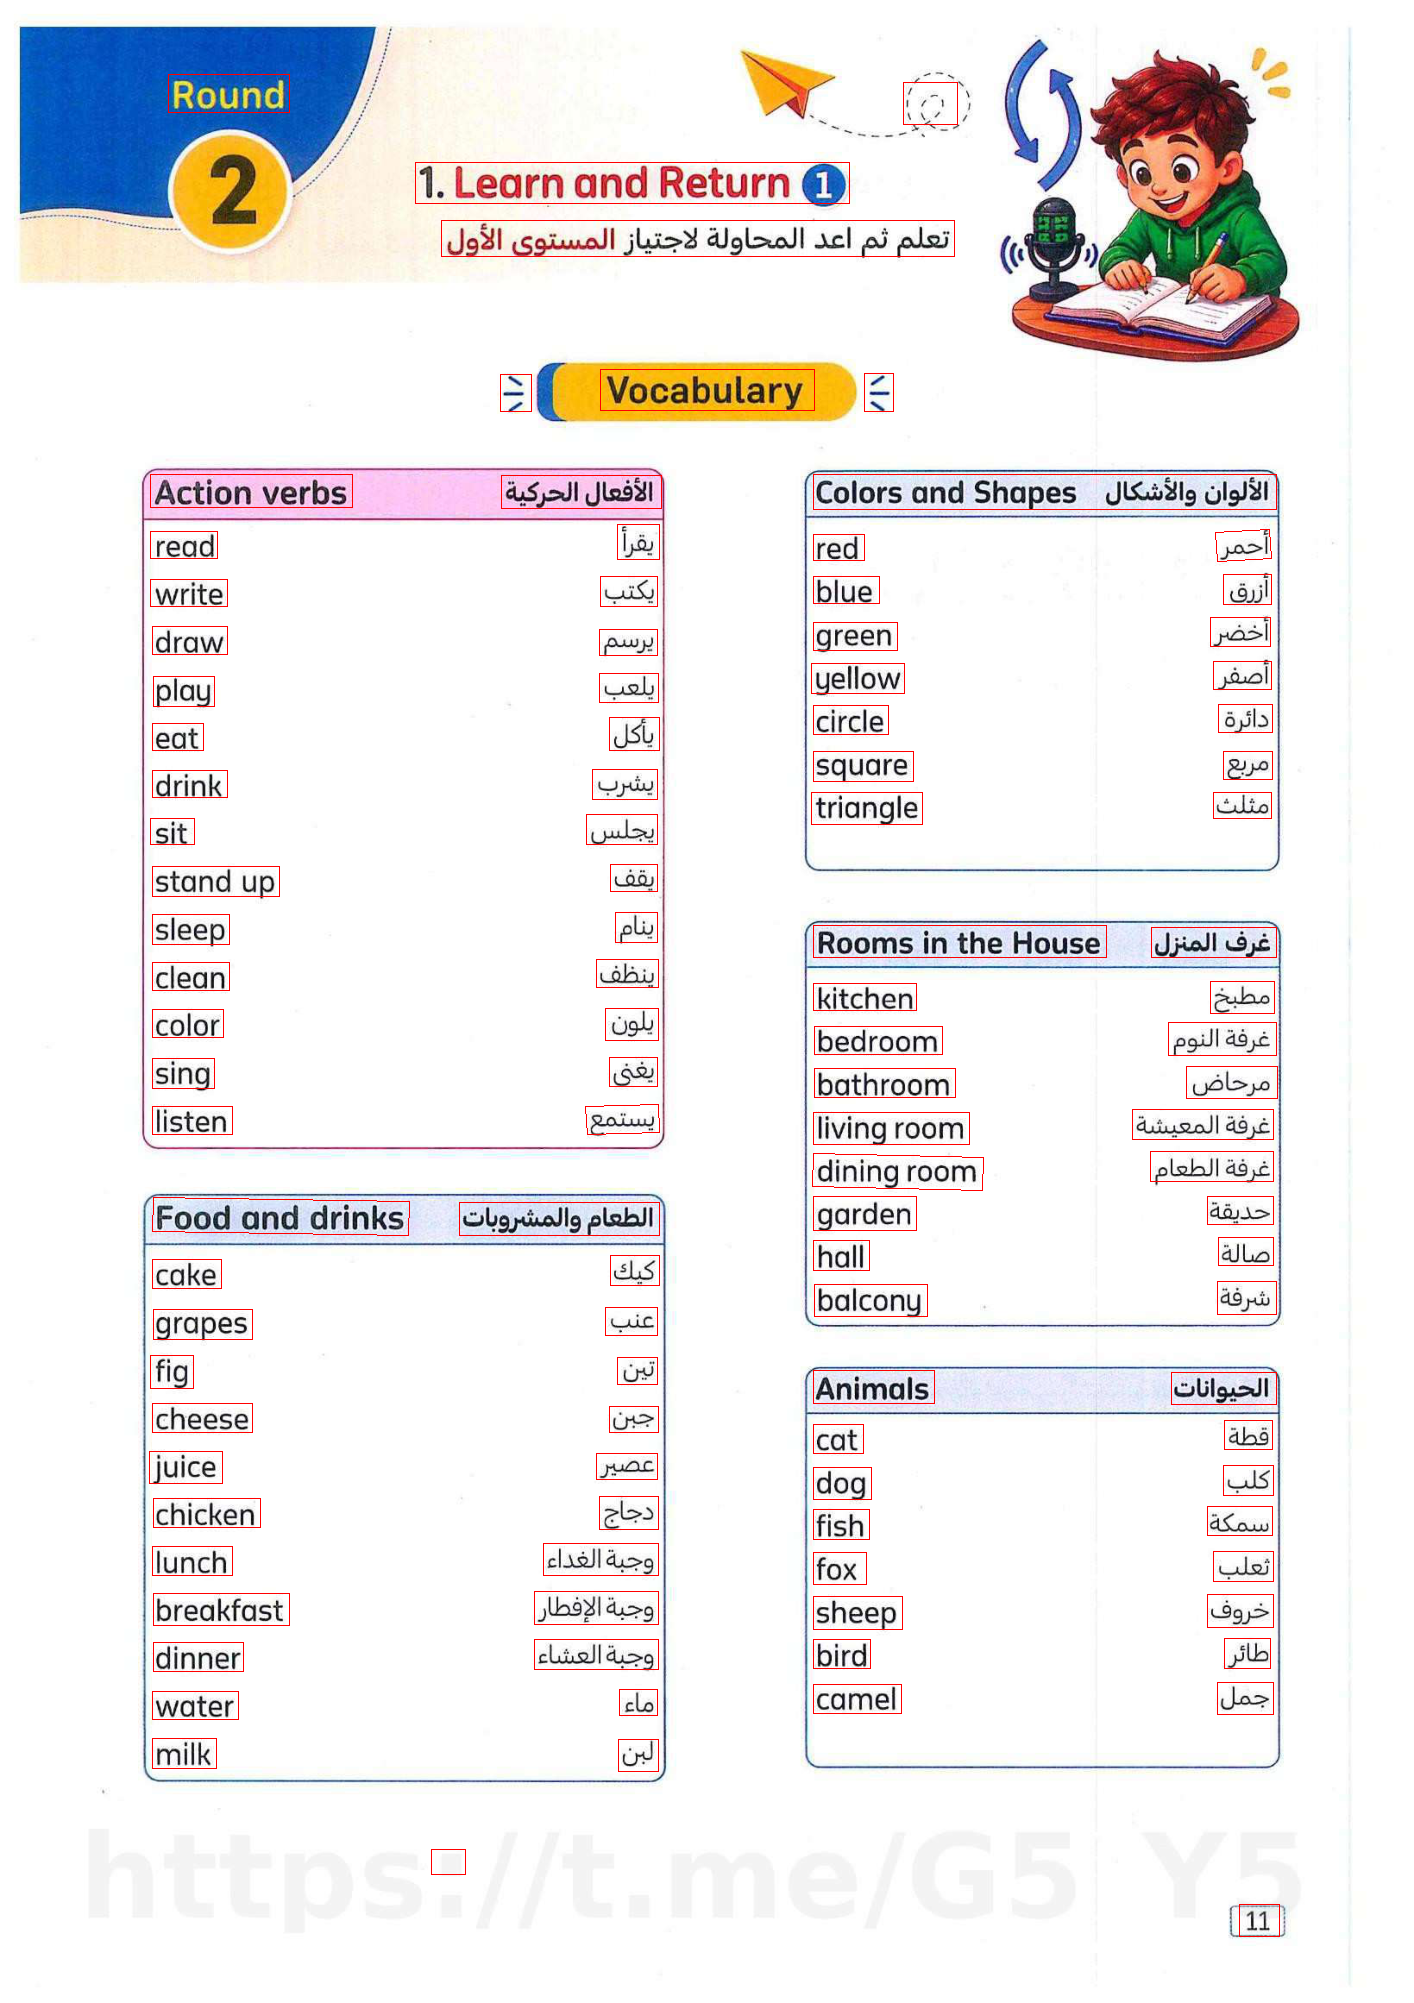 Round
2
1. Learn and Return 1
تعلم ثم اعد المحاولة لاجتياز المستوى الأول
Vocabulary
Action verbs الأفعال الحركية
read يقرأ
write يكتب
draw يرسم
play يلعب
eat يأكل
drink يشرب
sit يجلس
stand up يقف
sleep ينام
clean ينظف
color يلون
sing يغنى
listen يستمع
Food and drinks الطعام والمشروبات
cake كيك
grapes عنب
fig تين
cheese جبن
juice عصير
chicken دجاج
lunch وجبة الغداء
breakfast وجبة الإفطار
dinner وجبة العشاء
water ماء
milk لبن
Colors and Shapes الألوان والأشكال
red أحمر
blue أزرق
green أخضر
yellow أصفر
circle دائرة
square مربع
triangle مثلث
Rooms in the House غرف المنزل
kitchen مطبخ
bedroom غرفة النوم
bathroom مرحاض
living room غرفة المعيشة
dining room غرفة الطعام
garden حديقة
hall صالة
balcony شرفة
Animals الحيوانات
cat قطة
dog كلب
fish سمكة
fox ثعلب
sheep خروف
bird طائر
camel جمل
https://t.me/G5 Y5
11